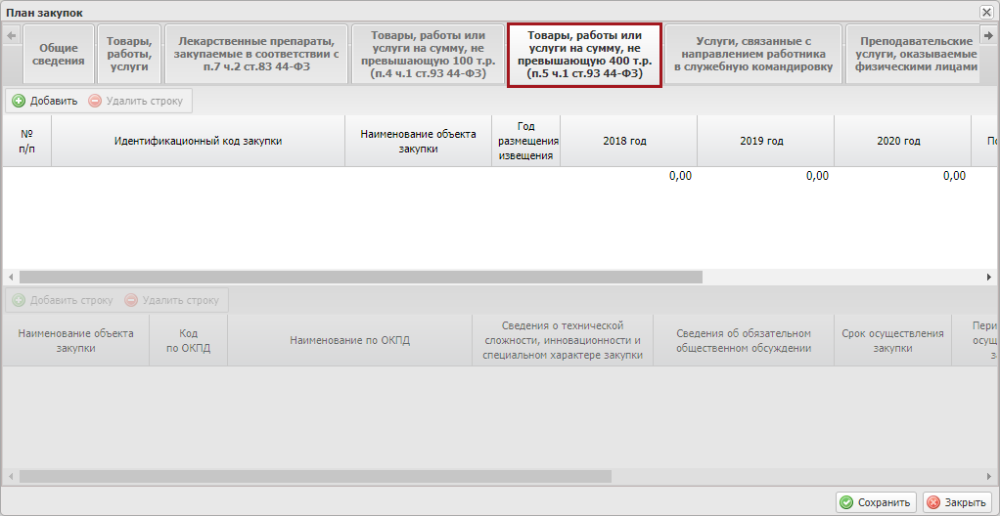 План закупок
Общие
сведения
Товары,
работы,
услуги
Лекарственные препараты,
закупаемые в соответствии с
п.7 ч.2 ст.83 44-ФЗ
Товары, работы или
услуги на сумму, не
превышающую 100 т.р.
(п.4 ч.1 ст.93 44-ФЗ)
Товары, работы или
услуги на сумму, не
превышающую 400 т.р.
(п.5 ч.1 ст.93 44-ФЗ)
Услуги, связанные с
направлением работника
в служебную командировку
Преподавательские
услуги, оказываемые
физическими лицами
Добавить
Удалить строку
№
п/п
Идентификационный код закупки
Наименование объекта
закупки
Год
размещения
извещения
2018 год
2019 год
2020 год
По
0,00
0,00
0,00
Добавить строку
Удалить строку
Наименование объекта
закупки
Код
по ОКПД
Наименование по ОКПД
Сведения о технической
сложности, инновационности и
специальном характере закупки
Сведения об обязательном
общественном обсуждении
Срок осуществления
закупки
Пери
осущ
з
Сохранить
Закрыть